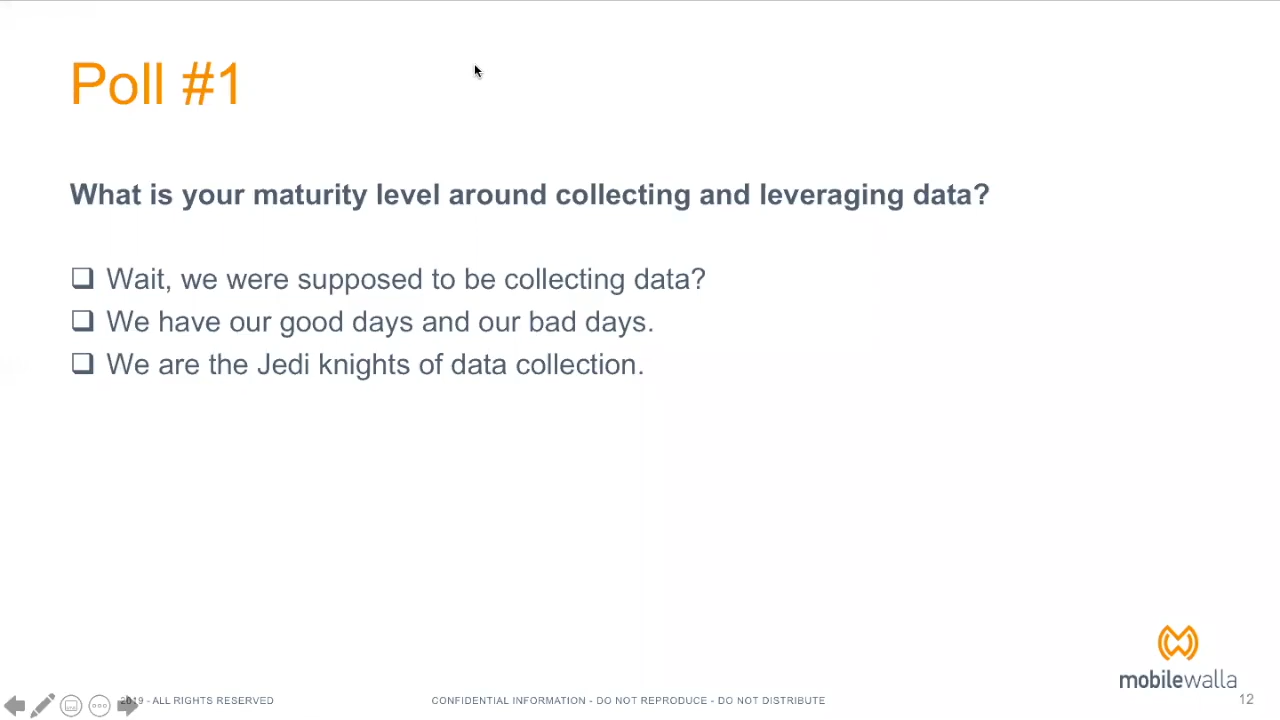 Poll #1
What is your maturity level around collecting and leveraging data?
Wait, we were supposed to be collecting data?
We have our good days and our bad days.
We are the Jedi knights of data collection.
mobilewalla
2019 - ALL RIGHTS RESERVED
CONFIDENTIAL INFORMATION - DO NOT REPRODUCE - DO NOT DISTRIBUTE
12